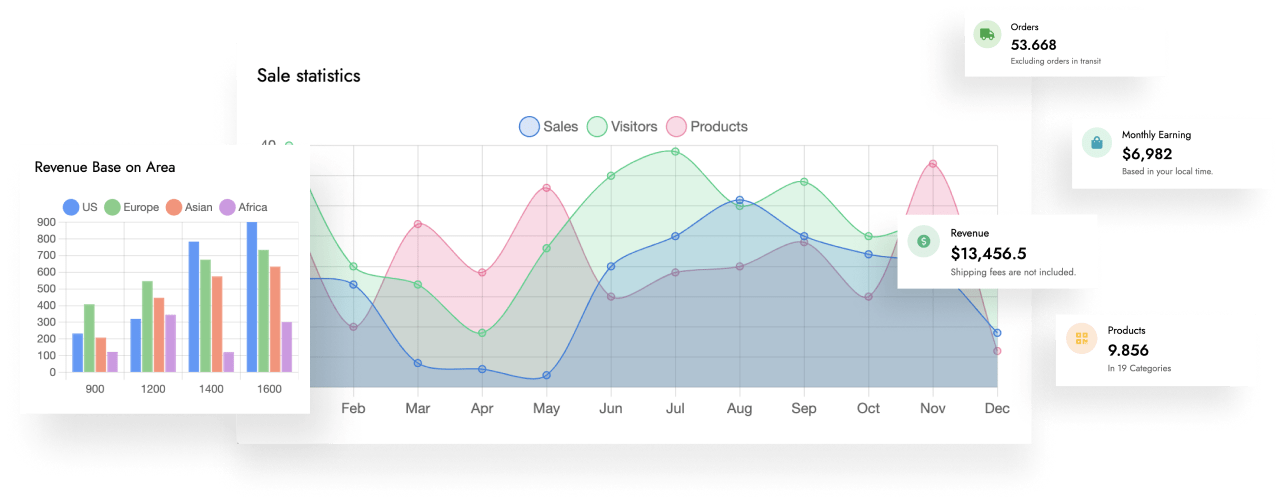 Orders
53.668
Excluding orders in transit
Sale statistics
Sales Visitors Products
Monthly Earning
$6,982
Based in your local time.
Revenue Base on Area
US Europe Asian Africa
900
800
700
600
500
400
300
200
100
0
900 1200 1400 1600
Revenue
$13,456.5
Shipping fees are not included.
Products
9.856
In 19 Categories
Feb Mar Apr May Jun Jul Aug Sep Oct Nov Dec